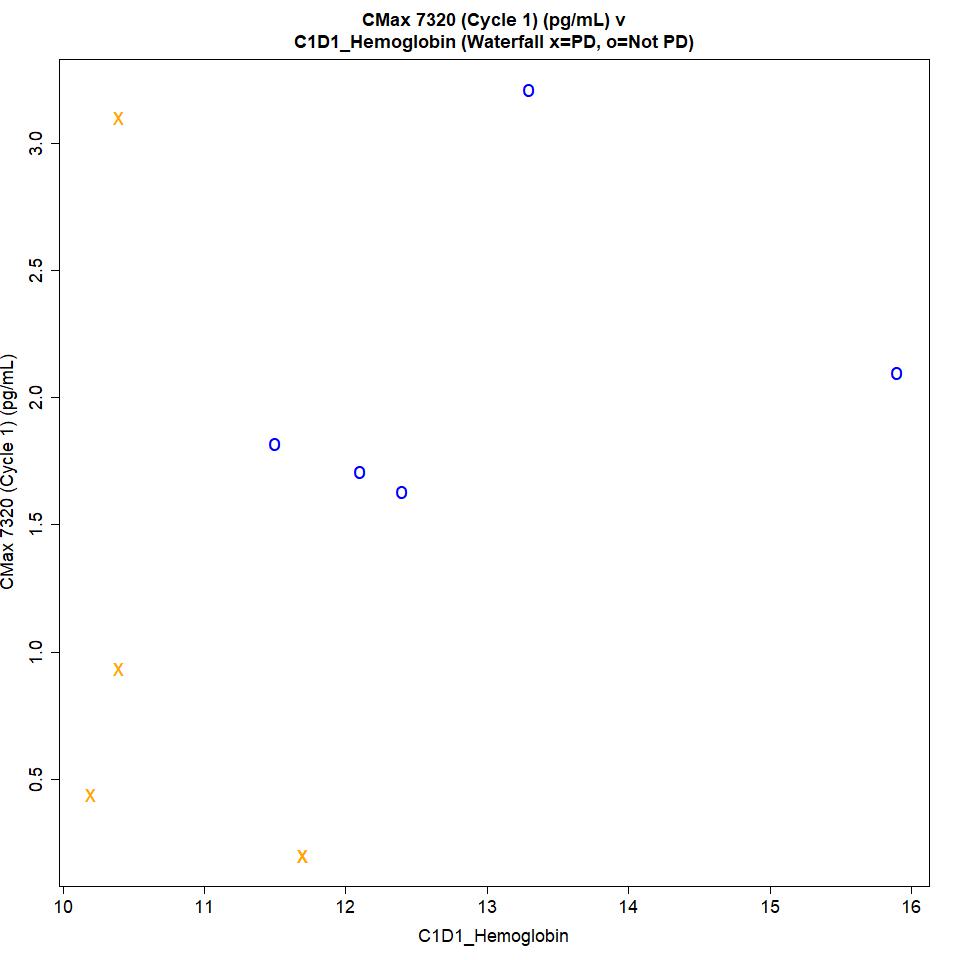 CMax 7320 (Cycle 1) (pg/mL) v
C1D1_Hemoglobin (Waterfall x=PD, o=Not PD)
CMax 7320 (Cycle 1) (pg/mL)
3.0
2.5
2.0
1.5
1.0
0.5
x
o
o
o
o
o
x
x
x
10 11 12 13 14 15 16
C1D1_Hemoglobin